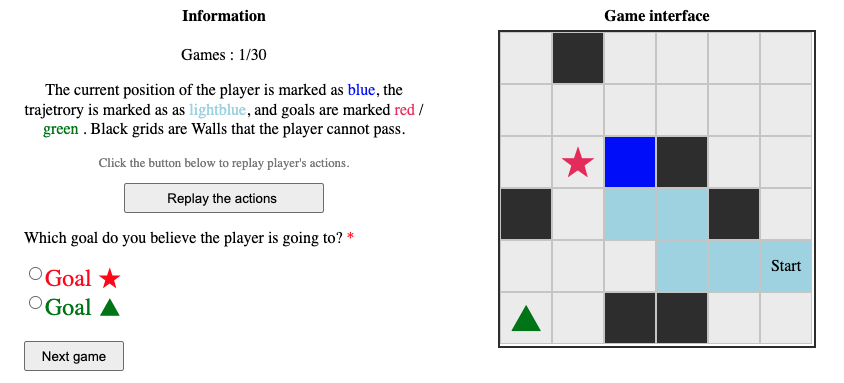 Information
Games : 1/30
The current position of the player is marked as blue, the
trajetrory is marked as as lightblue, and goals are marked red /
green . Black grids are Walls that the player cannot pass.
Click the button below to replay player's actions.
Replay the actions
Which goal do you believe the player is going to? *
Goal ★
Goal ▲
Next game
Game interface
Start